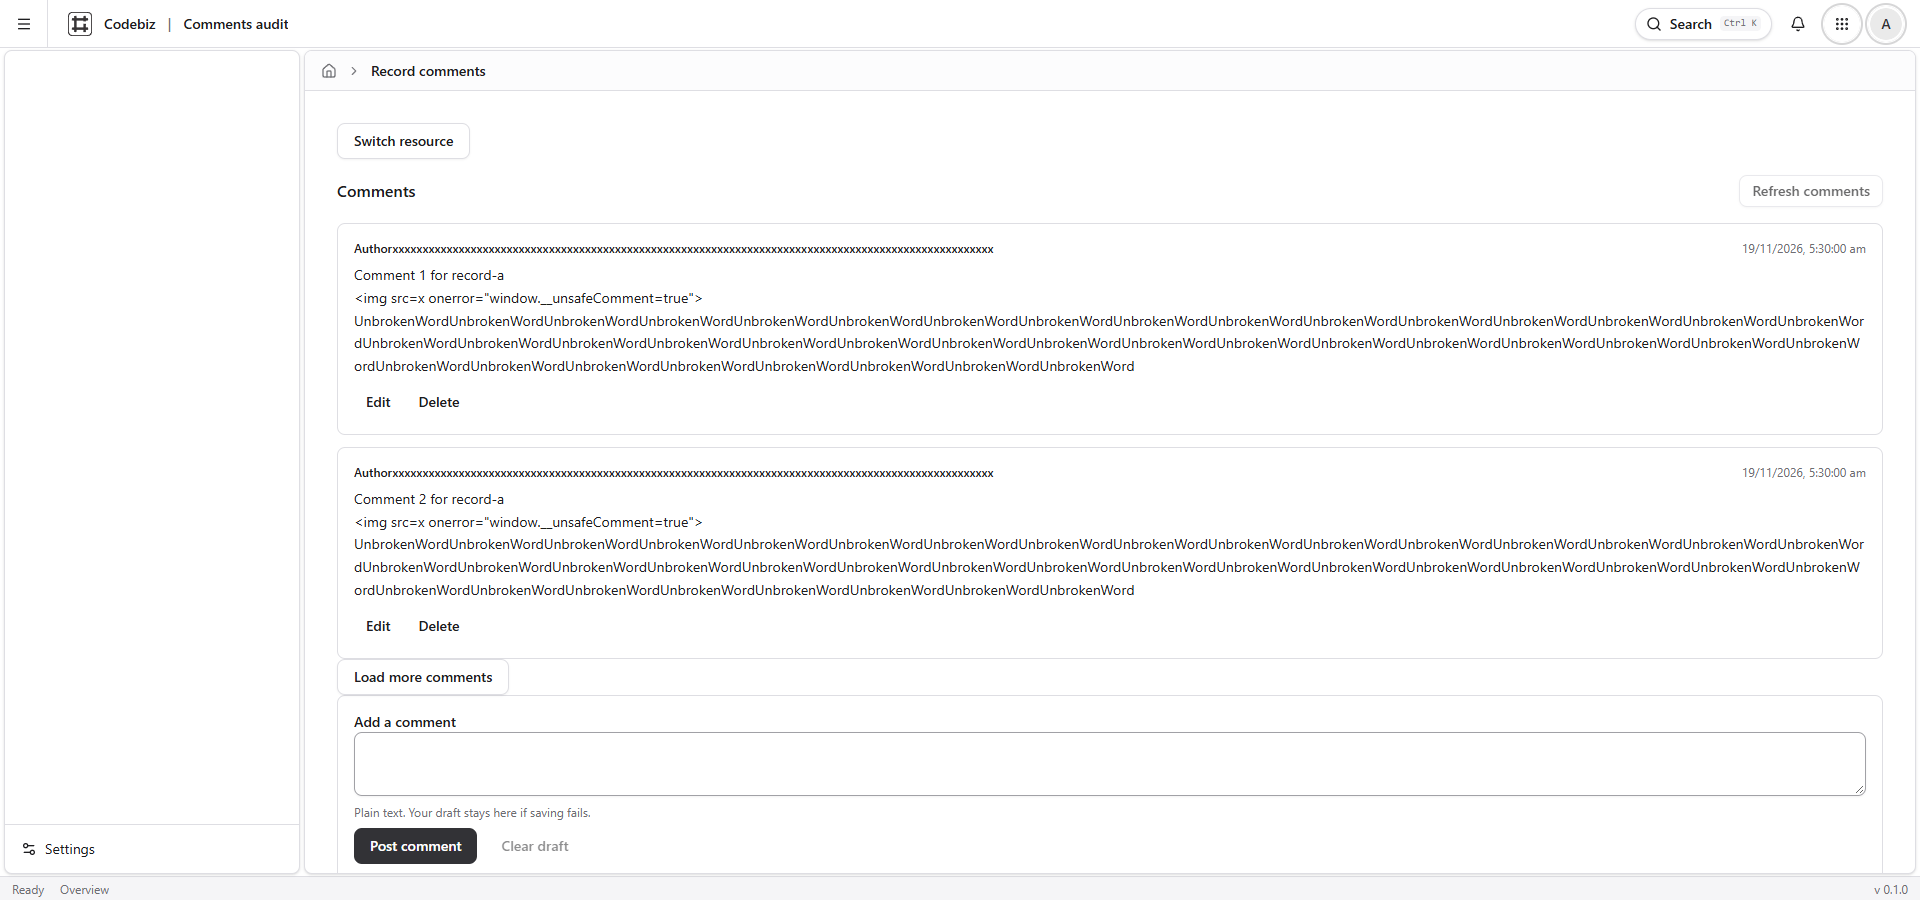 Codebiz | Comments audit
Search Ctrl K
A
Record comments
Switch resource
Comments
Refresh comments
Authorxxxxxxxxxxxxxxxxxxxxxxxxxxxxxxxxxxxxxxxxxxxxxxxxxxxxxxxxxxxxxxxxxxxxxxxxxxxxxxxxxxxxxxxxxxxxxxxxxxxx
19/11/2026, 5:30:00 am
Comment 1 for record-a
<img src=x onerror="window.__unsafeComment=true">
UnbrokenWordUnbrokenWordUnbrokenWordUnbrokenWordUnbrokenWordUnbrokenWordUnbrokenWordUnbrokenWordUnbrokenWordUnbrokenWordUnbrokenWordUnbrokenWordUnbrokenWordUnbrokenWordUnbrokenWordUnbrokenWor
dUnbrokenWordUnbrokenWordUnbrokenWordUnbrokenWordUnbrokenWordUnbrokenWordUnbrokenWordUnbrokenWordUnbrokenWordUnbrokenWordUnbrokenWordUnbrokenWordUnbrokenWordUnbrokenWordUnbrokenWordUnbrokenW
ordUnbrokenWordUnbrokenWordUnbrokenWordUnbrokenWordUnbrokenWordUnbrokenWordUnbrokenWordUnbrokenWord
Edit Delete
Authorxxxxxxxxxxxxxxxxxxxxxxxxxxxxxxxxxxxxxxxxxxxxxxxxxxxxxxxxxxxxxxxxxxxxxxxxxxxxxxxxxxxxxxxxxxxxxxxxxxxx
19/11/2026, 5:30:00 am
Comment 2 for record-a
<img src=x onerror="window.__unsafeComment=true">
UnbrokenWordUnbrokenWordUnbrokenWordUnbrokenWordUnbrokenWordUnbrokenWordUnbrokenWordUnbrokenWordUnbrokenWordUnbrokenWordUnbrokenWordUnbrokenWordUnbrokenWordUnbrokenWordUnbrokenWordUnbrokenWor
dUnbrokenWordUnbrokenWordUnbrokenWordUnbrokenWordUnbrokenWordUnbrokenWordUnbrokenWordUnbrokenWordUnbrokenWordUnbrokenWordUnbrokenWordUnbrokenWordUnbrokenWordUnbrokenWordUnbrokenWordUnbrokenW
ordUnbrokenWordUnbrokenWordUnbrokenWordUnbrokenWordUnbrokenWordUnbrokenWordUnbrokenWordUnbrokenWord
Edit Delete
Load more comments
Add a comment
Plain text. Your draft stays here if saving fails.
Post comment Clear draft
Settings
Ready Overview
v 0.1.0